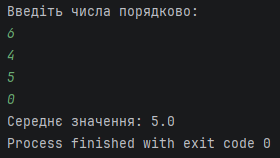 Введіть числа порядково:
6
4
5
0
Середнє значення: 5.0
Process finished with exit code 0